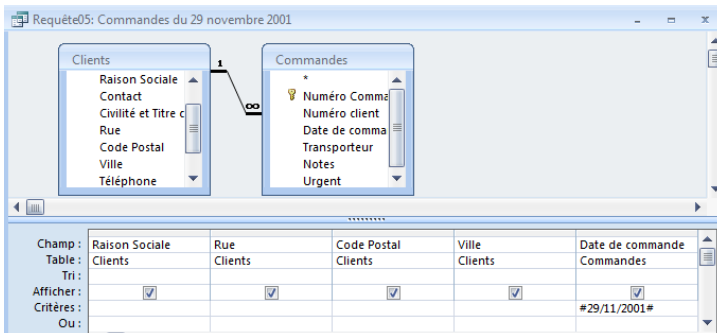 Requête05: Commandes du 29 novembre 2001
Clients
Raison Sociale
Contact
Civilité et Titre c
Rue
Code Postal
Ville
Téléphone
1
∞
Commandes
*
Numéro Comma
Numéro client
Date de comma
Transporteur
Notes
Urgent
Champ : Raison Sociale Rue Code Postal Ville Date de commande
Table : Clients Clients Clients Clients Commandes
Tri :
Afficher :
Critères : #29/11/2001#
Ou :